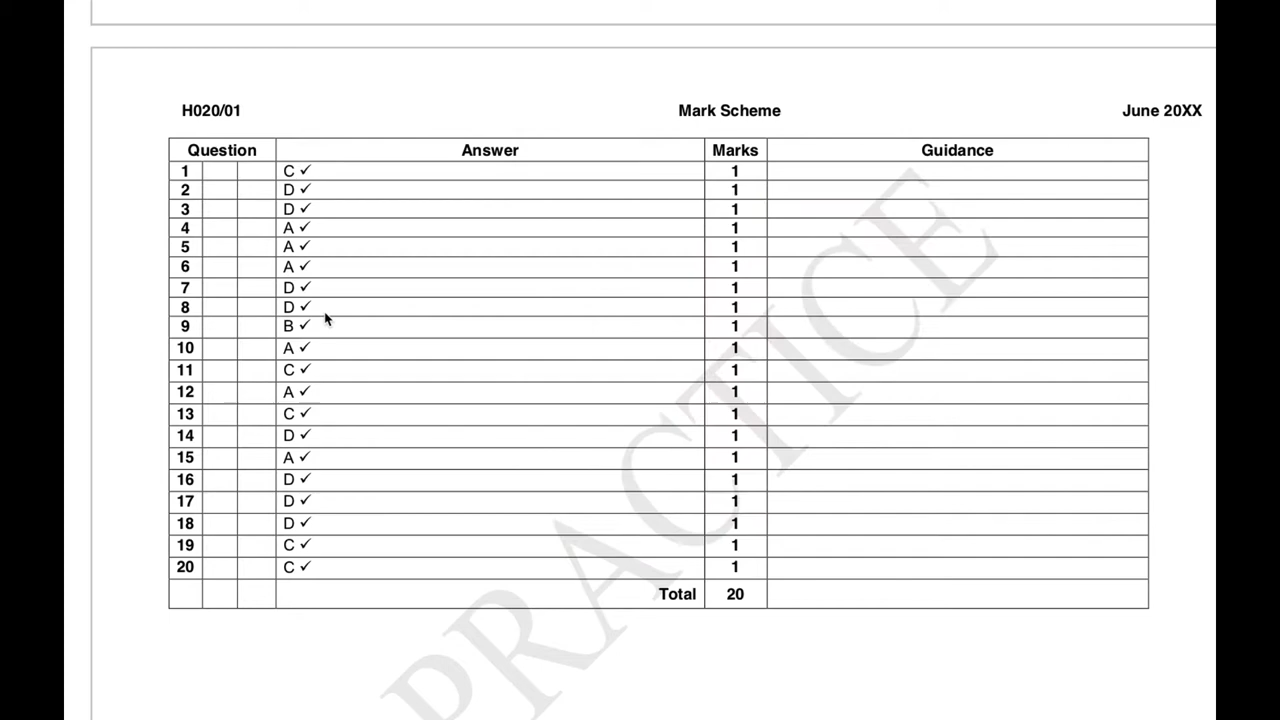 H020/01 Mark Scheme June 20XX
Question Answer Marks Guidance
1 C ✓ 1
2 D ✓ 1
3 D ✓ 1
4 A ✓ 1
5 A ✓ 1
6 A ✓ 1
7 D ✓ 1
8 D ✓ 1
9 B ✓ 1
10 A ✓ 1
11 C ✓ 1
12 A ✓ 1
13 C ✓ 1
14 D ✓ 1
15 A ✓ 1
16 D ✓ 1
17 D ✓ 1
18 D ✓ 1
19 C ✓ 1
20 C ✓ 1
Total 20
PRACTICE